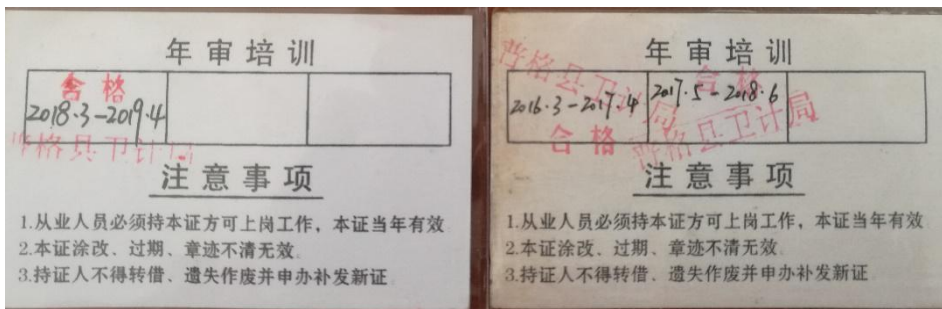 年审培训
合格
2018.3-2019.4
注意事项
1.从业人员必须持本证方可上岗工作，本证当年有效
2.本证涂改、过期、章迹不清无效
3.持证人不得转借、遗失作废并申办补发新证
年审培训
合格
2016.3-2017.4
2017.5-2018.6
合格
县卫计局
注意事项
1.从业人员必须持本证方可上岗工作，本证当年有效
2.本证涂改、过期、章迹不清无效
3.持证人不得转借、遗失作废并申办补发新证